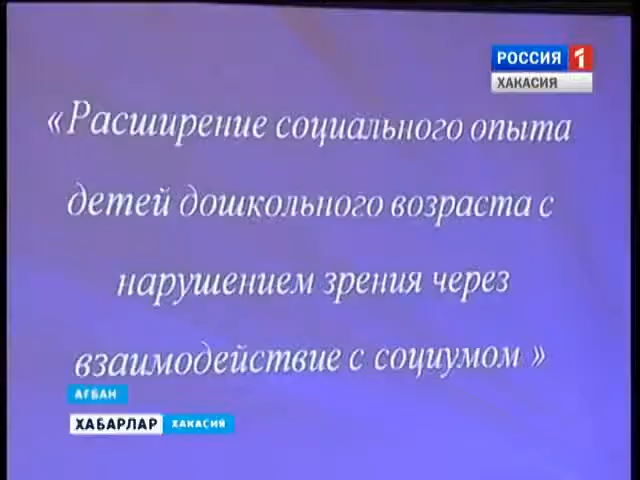 РОССИЯ 1
ХАКАСИЯ
«Расширение социального опыта
детей дошкольного возраста с
нарушением зрения через
взаимодействие с социумом »
АҒБАН
ХАБАРЛАР ХАКАСИЯ